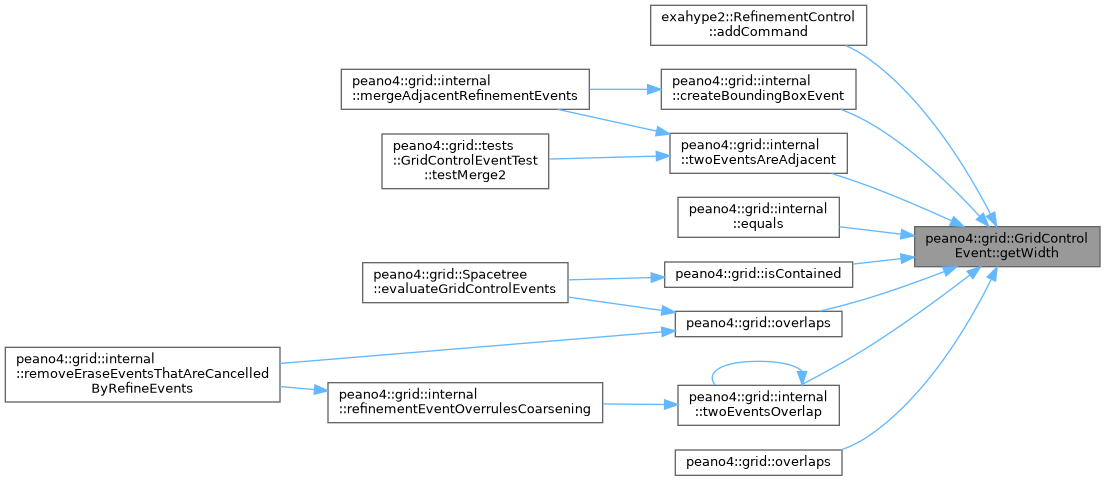 exahype2::RefinementControl
::addCommand
peano4::grid::internal
::mergeAdjacentRefinementEvents
peano4::grid::internal
::createBoundingBoxEvent
peano4::grid::tests
::GridControlEventTest
::testMerge2
peano4::grid::internal
::twoEventsAreAdjacent
peano4::grid::internal
::equals
peano4::grid::GridControl
Event::getWidth
peano4::grid::Spacetree
::evaluateGridControlEvents
peano4::grid::isContained
peano4::grid::overlaps
peano4::grid::internal
::removeEraseEventsThatAreCancelled
ByRefineEvents
peano4::grid::internal
::refinementEventOverrulesCoarsening
peano4::grid::internal
::twoEventsOverlap
peano4::grid::overlaps